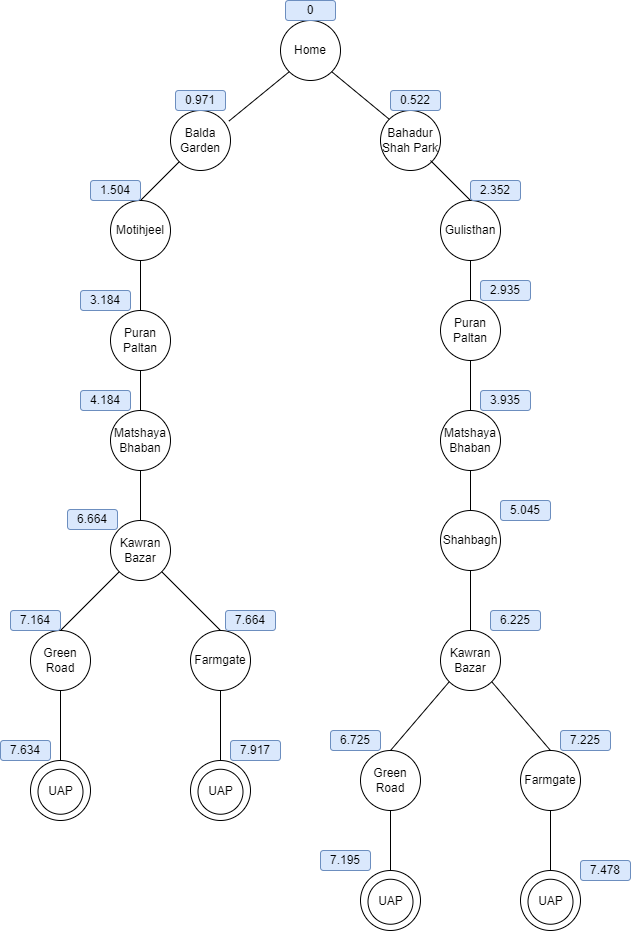 0
Home
0.971
0.522
Balda
Garden
Bahadur
Shah Park
1.504
2.352
Motihjeel
Gulisthan
3.184
2.935
Puran
Paltan
Puran
Paltan
4.184
3.935
Matshaya
Bhaban
Matshaya
Bhaban
6.664
5.045
Kawran
Bazar
Shahbagh
7.164
7.664
6.225
Green
Road
Farmgate
Kawran
Bazar
7.634
7.917
6.725
7.225
UAP
UAP
Green
Road
Farmgate
7.195
7.478
UAP
UAP